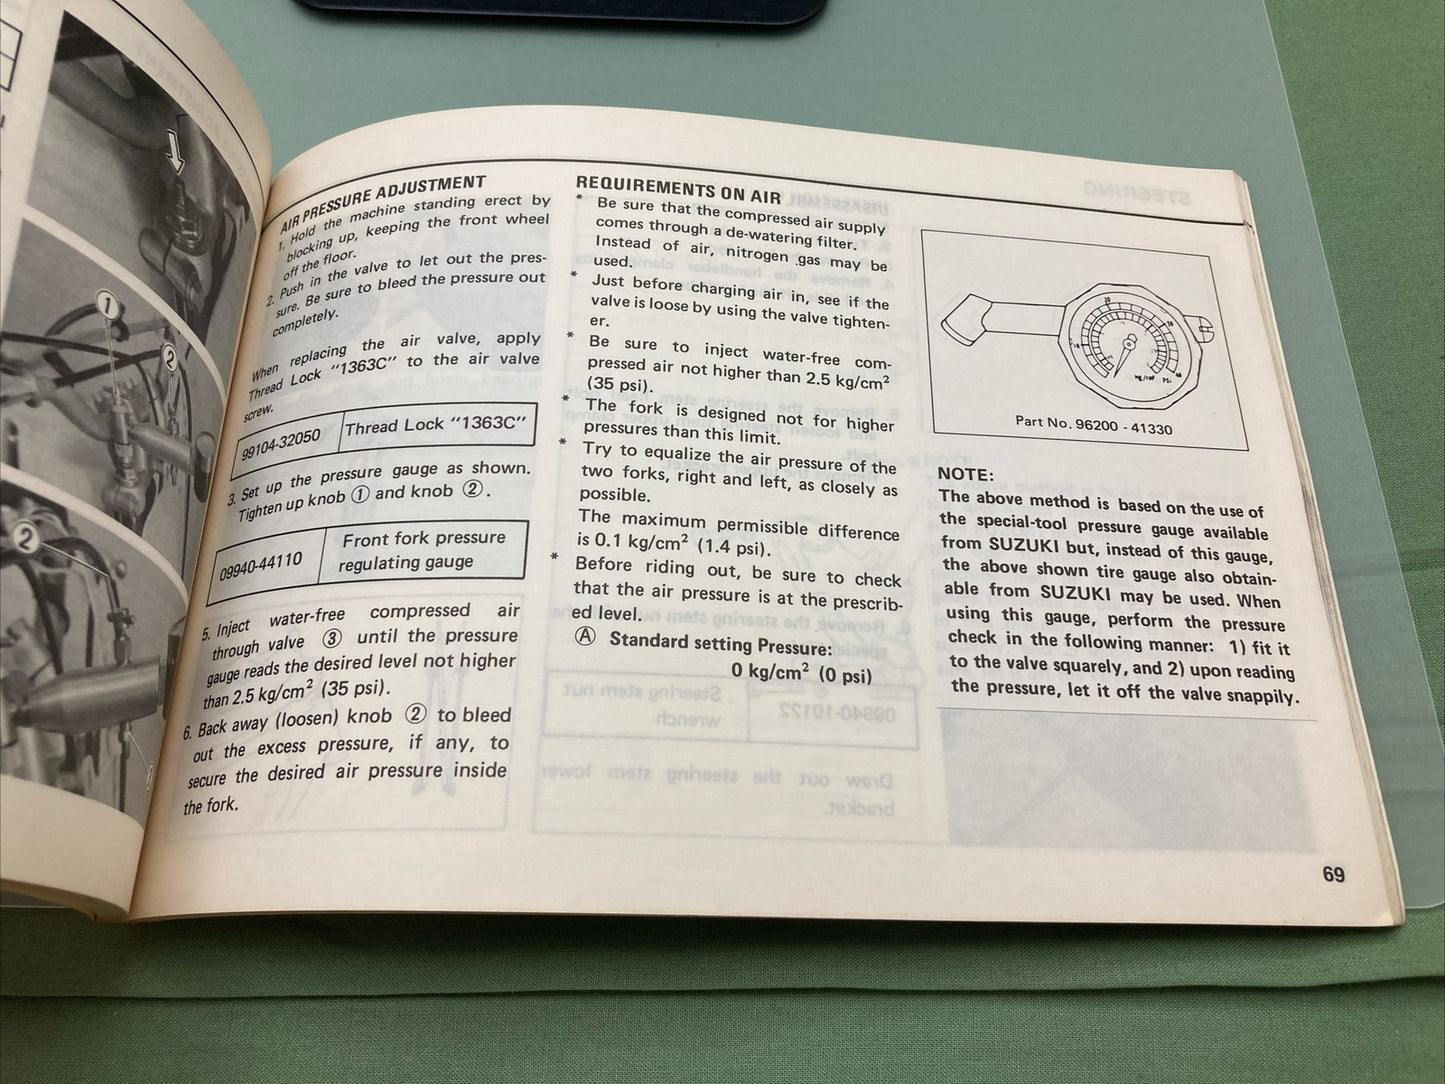 AIR PRESSURE ADJUSTMENT
1. Hold the machine standing erect by
blocking up, keeping the front wheel
off the floor.
2. Push in the valve to let out the pres-
sure. Be sure to bleed the pressure out
completely.
When replacing the air valve, apply
Thread Lock "1363C" to the air valve
screw.
99104-32050 Thread Lock "1363C"
3. Set up the pressure gauge as shown.
Tighten up knob ① and knob ②.
09940-44110 Front fork pressure
regulating gauge
5. Inject water-free compressed air
through valve ③ until the pressure
gauge reads the desired level not higher
than 2.5 kg/cm² (35 psi).
6. Back away (loosen) knob ② to bleed
out the excess pressure, if any, to
secure the desired air pressure inside
the fork.
REQUIREMENTS ON AIR
* Be sure that the compressed air supply
comes through a de-watering filter.
Instead of air, nitrogen gas may be
used.
* Just before charging air in, see if the
valve is loose by using the valve tighten-
er.
* Be sure to inject water-free com-
pressed air not higher than 2.5 kg/cm²
(35 psi).
* The fork is designed not for higher
pressures than this limit.
* Try to equalize the air pressure of the
two forks, right and left, as closely as
possible.
The maximum permissible difference
is 0.1 kg/cm² (1.4 psi).
* Before riding out, be sure to check
that the air pressure is at the prescrib-
ed level.
Ⓐ Standard setting Pressure:
0 kg/cm² (0 psi)
kg/cm² PSI
Part No. 96200 - 41330
NOTE:
The above method is based on the use of
the special-tool pressure gauge available
from SUZUKI but, instead of this gauge,
the above shown tire gauge also obtain-
able from SUZUKI may be used. When
using this gauge, perform the pressure
check in the following manner: 1) fit it
to the valve squarely, and 2) upon reading
the pressure, let it off the valve snappily.
69
①
②
②